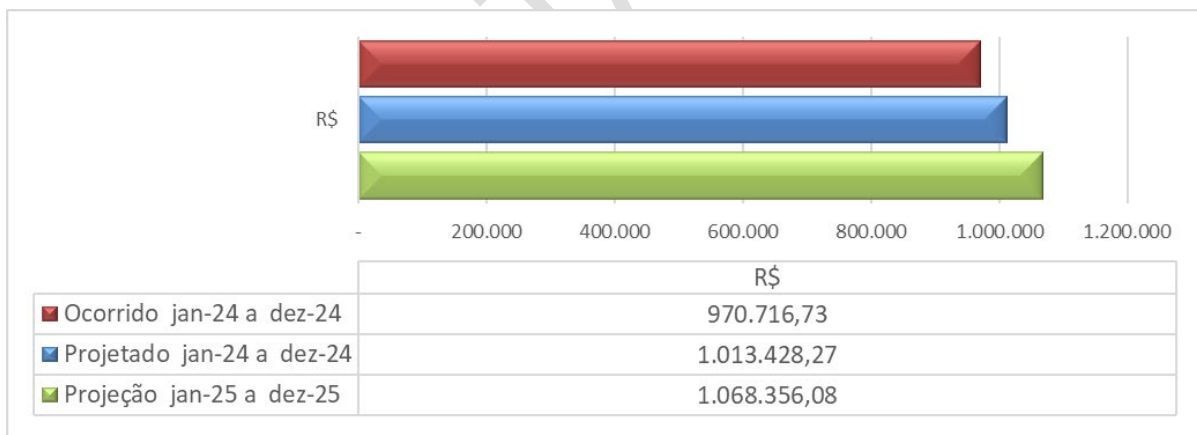 R$
- 200.000 400.000 600.000 800.000 1.000.000 1.200.000
R$
Ocorrido jan-24 a dez-24 970.716,73
Projetado jan-24 a dez-24 1.013.428,27
Projeção jan-25 a dez-25 1.068.356,08